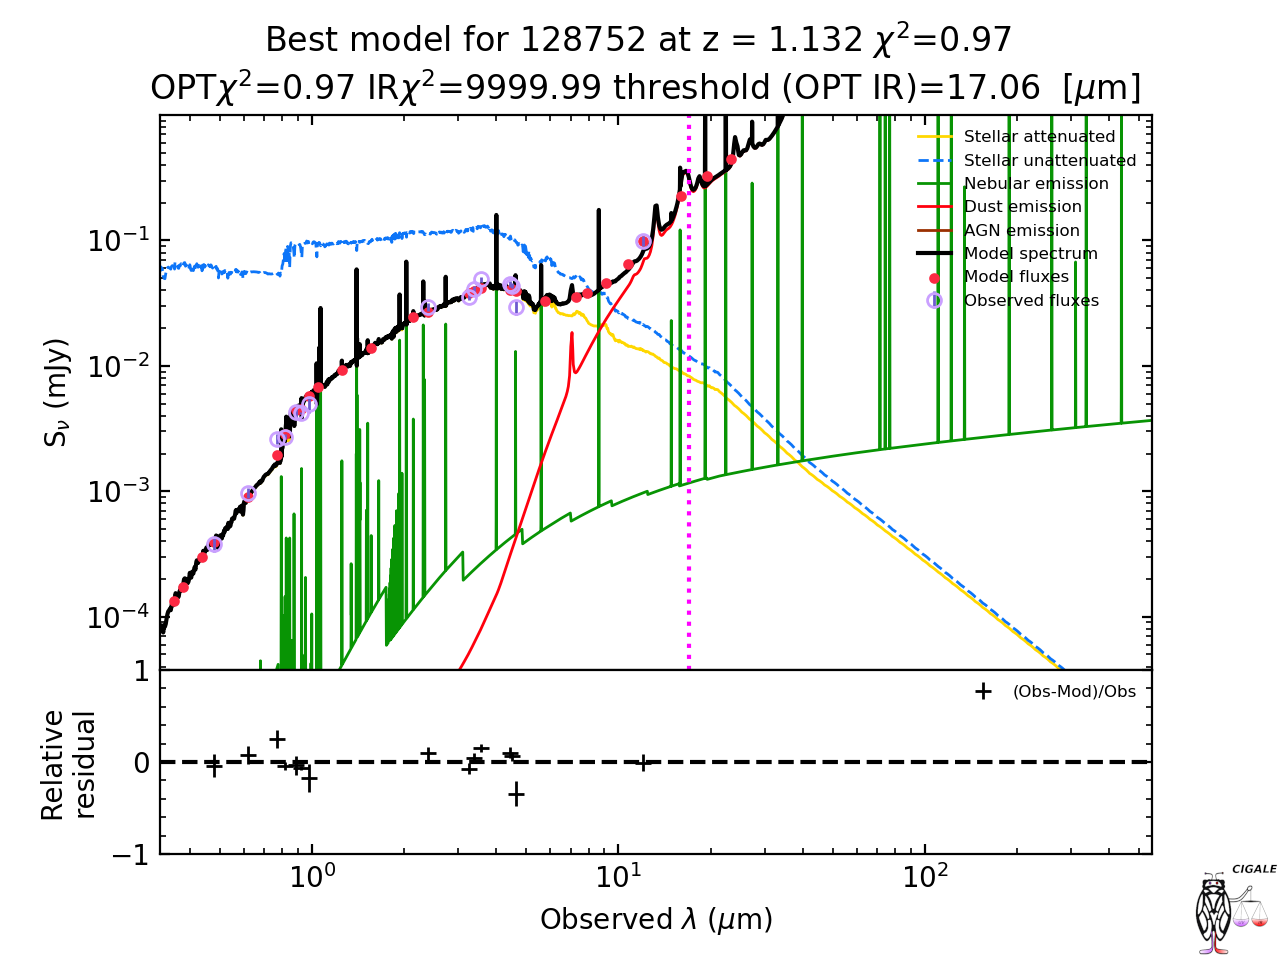 Best model for 128752 at z = 1.132 χ²=0.97
OPTχ²=0.97 IRχ²=9999.99 threshold (OPT IR)=17.06 [μm]
Stellar attenuated
Stellar unattenuated
Nebular emission
Dust emission
AGN emission
Model spectrum
Model fluxes
Observed fluxes
S_ν (mJy)
10⁻¹
10⁻²
10⁻³
10⁻⁴
1
0
−1
Relative
residual
(Obs-Mod)/Obs
10⁰ 10¹ 10²
Observed λ (μm)
CIGALE